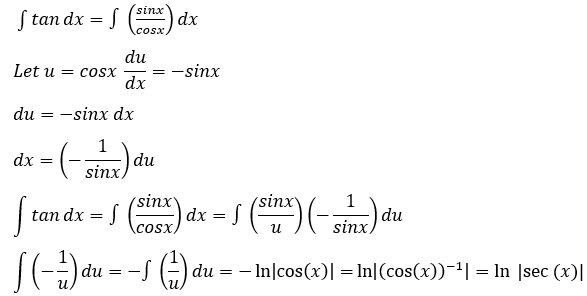 ∫ tan dx = ∫ (sinx/cosx) dx
Let u = cosx du/dx = −sinx
du = −sinx dx
dx = (−1/sinx) du
∫ tan dx = ∫ (sinx/cosx) dx = ∫ (sinx/u) (−1/sinx) du
∫ (−1/u) du = −∫ (1/u) du = − ln|cos(x)| = ln|(cos(x))⁻¹| = ln |sec (x)|